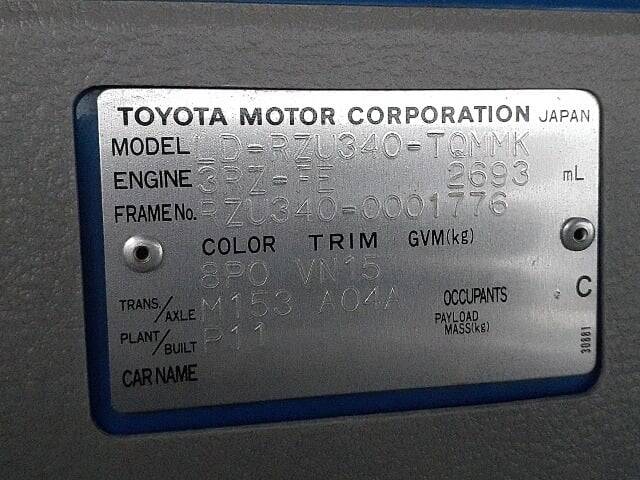 TOYOTA MOTOR CORPORATION JAPAN
MODEL LD-RZU340-TQMMK
ENGINE 3RZ-FE 2693 mL
FRAME No. RZU340-0001776
COLOR TRIM GVM(kg)
8P0 VN15
TRANS./AXLE M153 A04A OCCUPANTS C
PLANT/BUILT P11 PAYLOAD MASS(kg)
CAR NAME
30881